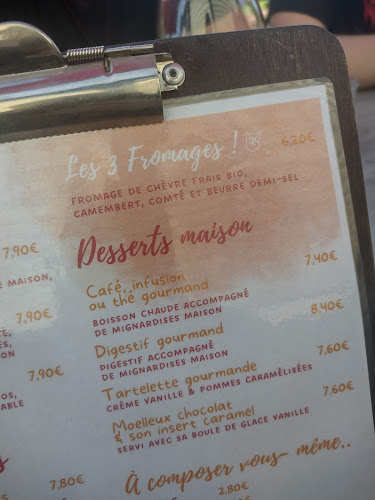 Les 3 Fromages ! 6,20€
FROMAGE DE CHÈVRE FRAIS BIO,
CAMEMBERT, COMTÉ ET BEURRE DEMI-SEL
Desserts maison
Café, infusion
ou thé gourmand 7,40€
BOISSON CHAUDE ACCOMPAGNÉ
DE MIGNARDISES MAISON
Digestif gourmand 8,40€
DIGESTIF ACCOMPAGNÉ
DE MIGNARDISES MAISON
Tartelette gourmande 7,60€
CRÈME VANILLE & POMMES CARAMÉLISÉES
Moelleux chocolat 7,60€
& son insert caramel
SERVI AVEC SA BOULE DE GLACE VANILLE
À composer vous-même..
2,80€
7,90€
MAISON,
7,90€
7,90€
7,80€